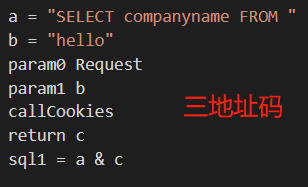 a = "SELECT companyname FROM "
b = "hello"
param0 Request
param1 b
callCookies
return c
sql1 = a & c
三地址码